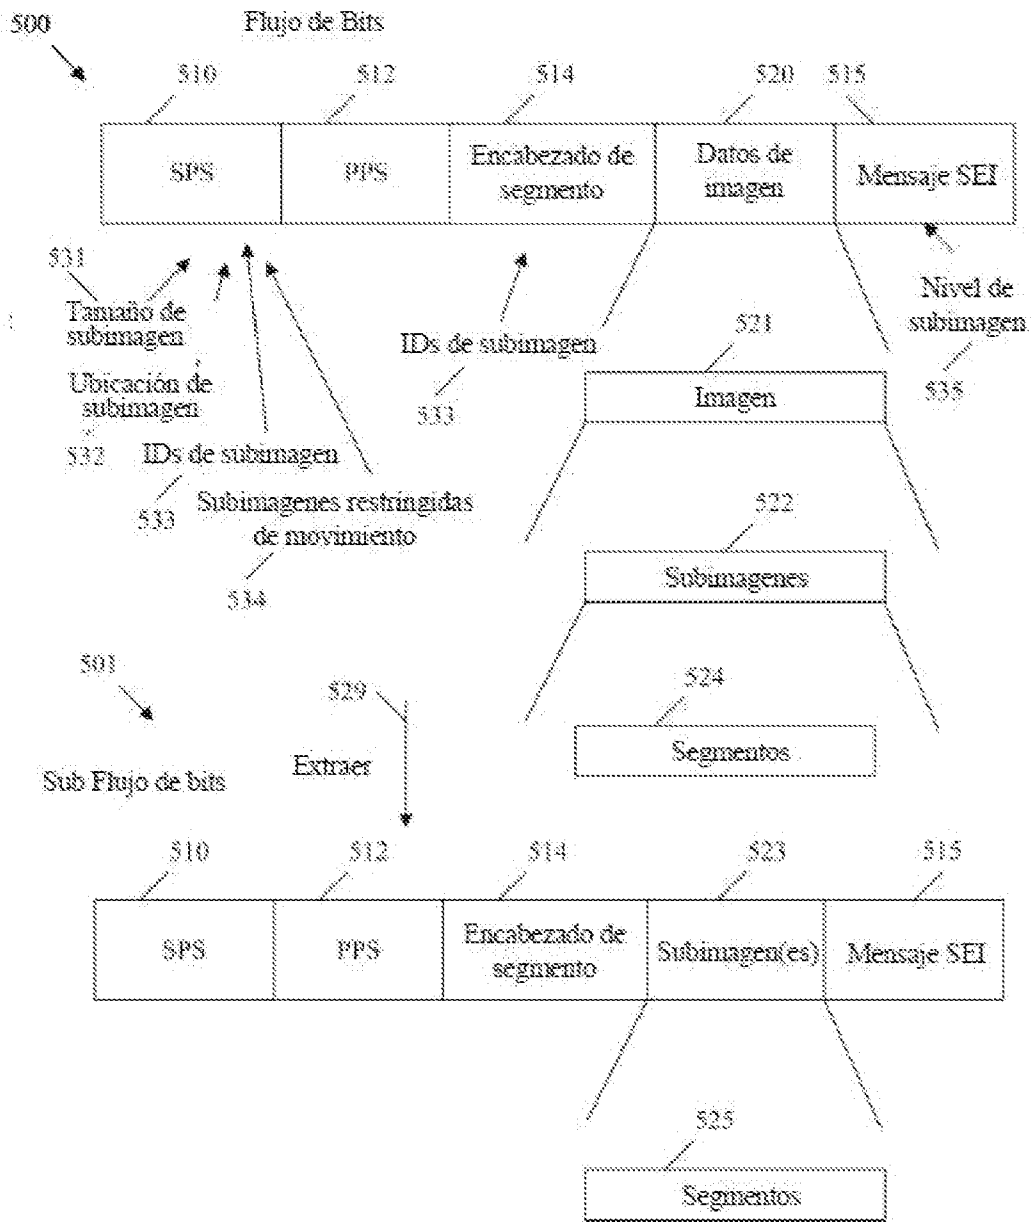 500
Flujo de Bits
510
512
514
520
515
SPS
PPS
Encabezado de
segmento
Datos de
imagen
Mensaje SEI
531
Tamaño de
subimagen
Ubicación de
subimagen
532
IDs de subimagen
533
Subimagenes restringidas
de movimiento
534
IDs de subimagen
533
Nivel de
subimagen
535
521
Imagen
522
Subimagenes
524
Segmentos
501
Sub Flujo de bits
529
Extraer
510
512
514
523
515
SPS
PPS
Encabezado de
segmento
Subimagen(es)
Mensaje SEI
525
Segmentos